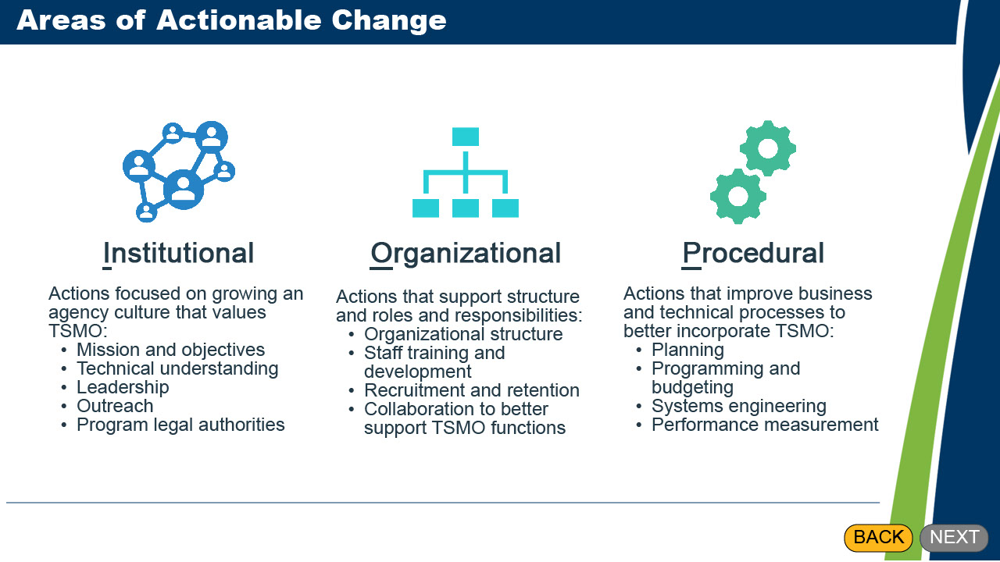 Areas of Actionable Change
Institutional
Actions focused on growing an
agency culture that values
TSMO:
• Mission and objectives
• Technical understanding
• Leadership
• Outreach
• Program legal authorities
Organizational
Actions that support structure
and roles and responsibilities:
• Organizational structure
• Staff training and
development
• Recruitment and retention
• Collaboration to better
support TSMO functions
Procedural
Actions that improve business
and technical processes to
better incorporate TSMO:
• Planning
• Programming and
budgeting
• Systems engineering
• Performance measurement
BACK
NEXT